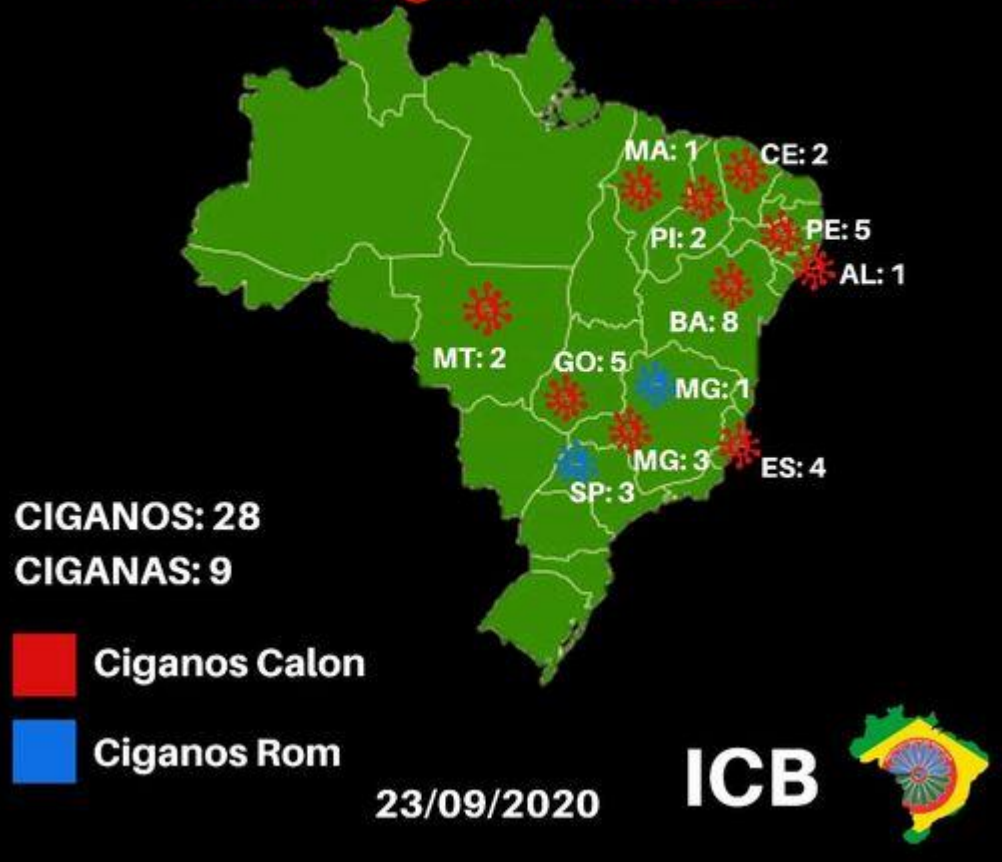 MA: 1
CE: 2
PI: 2
PE: 5
AL: 1
BA: 8
MT: 2
GO: 5
MG: 1
MG: 3
ES: 4
SP: 3
CIGANOS: 28
CIGANAS: 9
Ciganos Calon
Ciganos Rom
23/09/2020
ICB